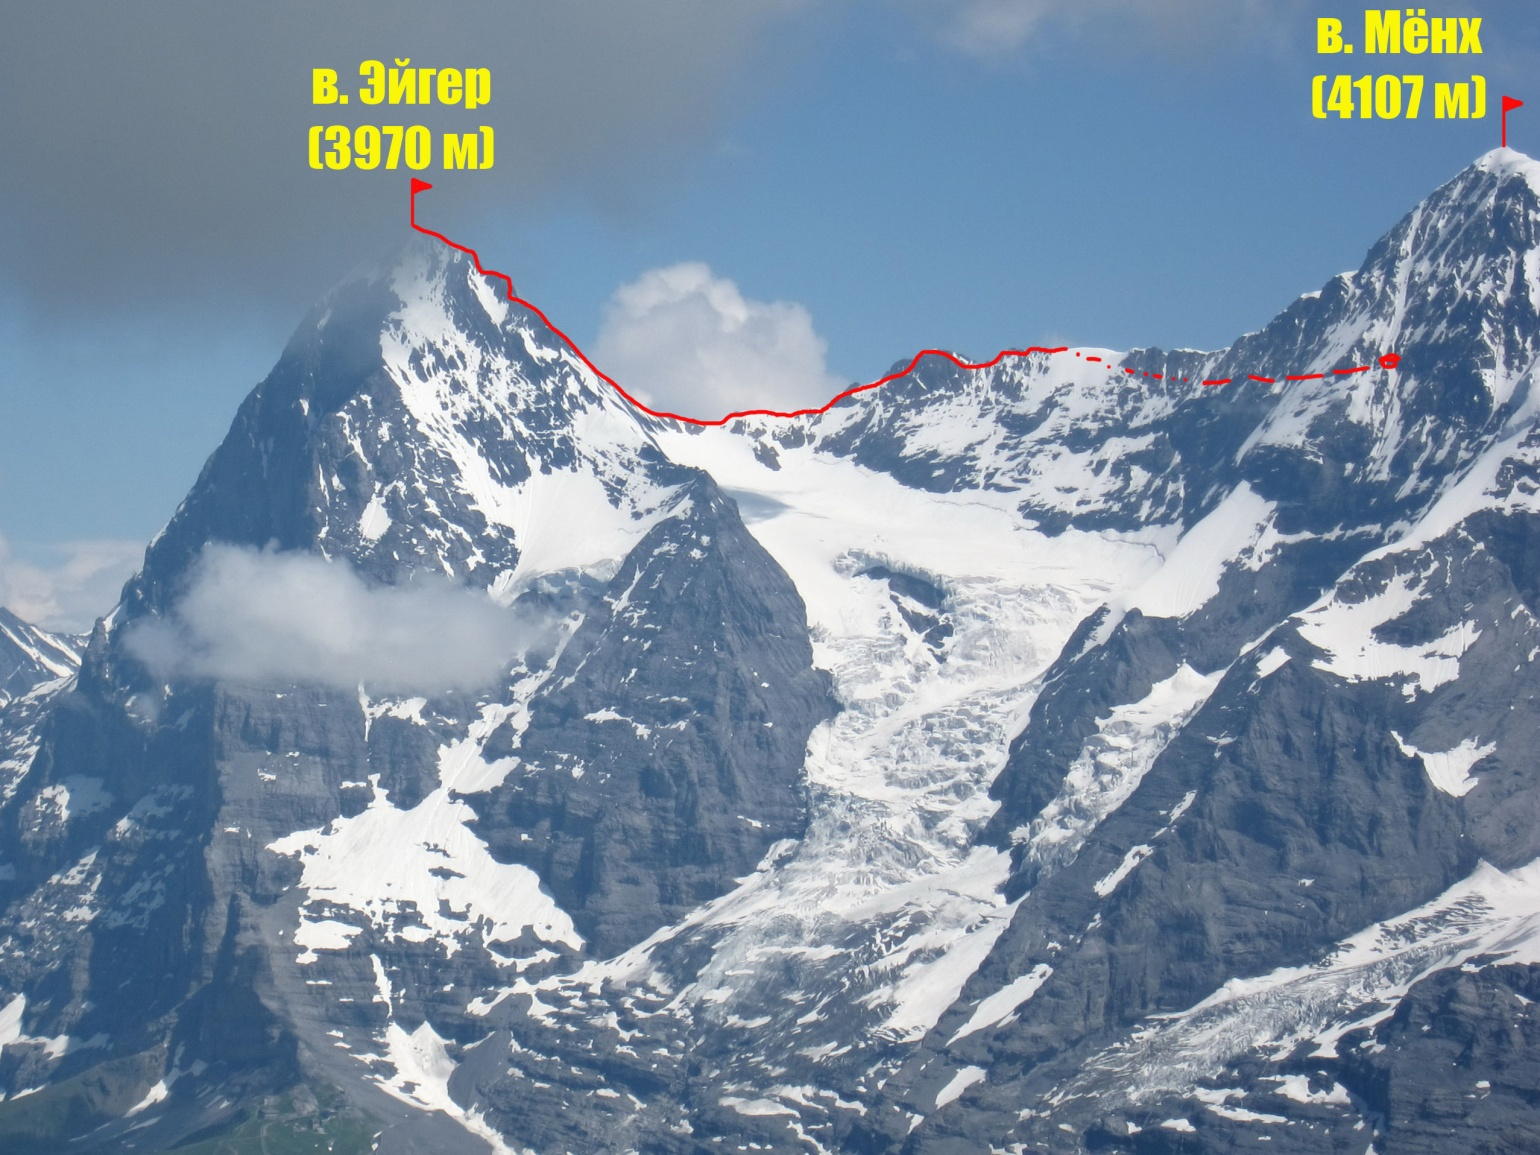 в. Эйгер
(3970 м)
в. Мёнх
(4107 м)